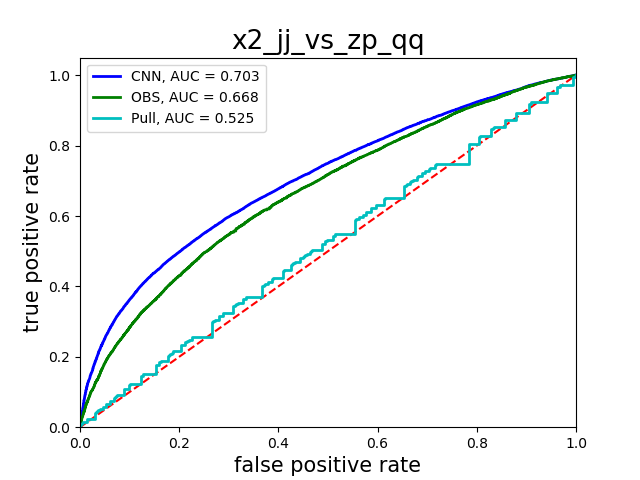 x2_jj_vs_zp_qq
CNN, AUC = 0.703
OBS, AUC = 0.668
Pull, AUC = 0.525
true positive rate
1.0
0.8
0.6
0.4
0.2
0.0
0.0 0.2 0.4 0.6 0.8 1.0
false positive rate